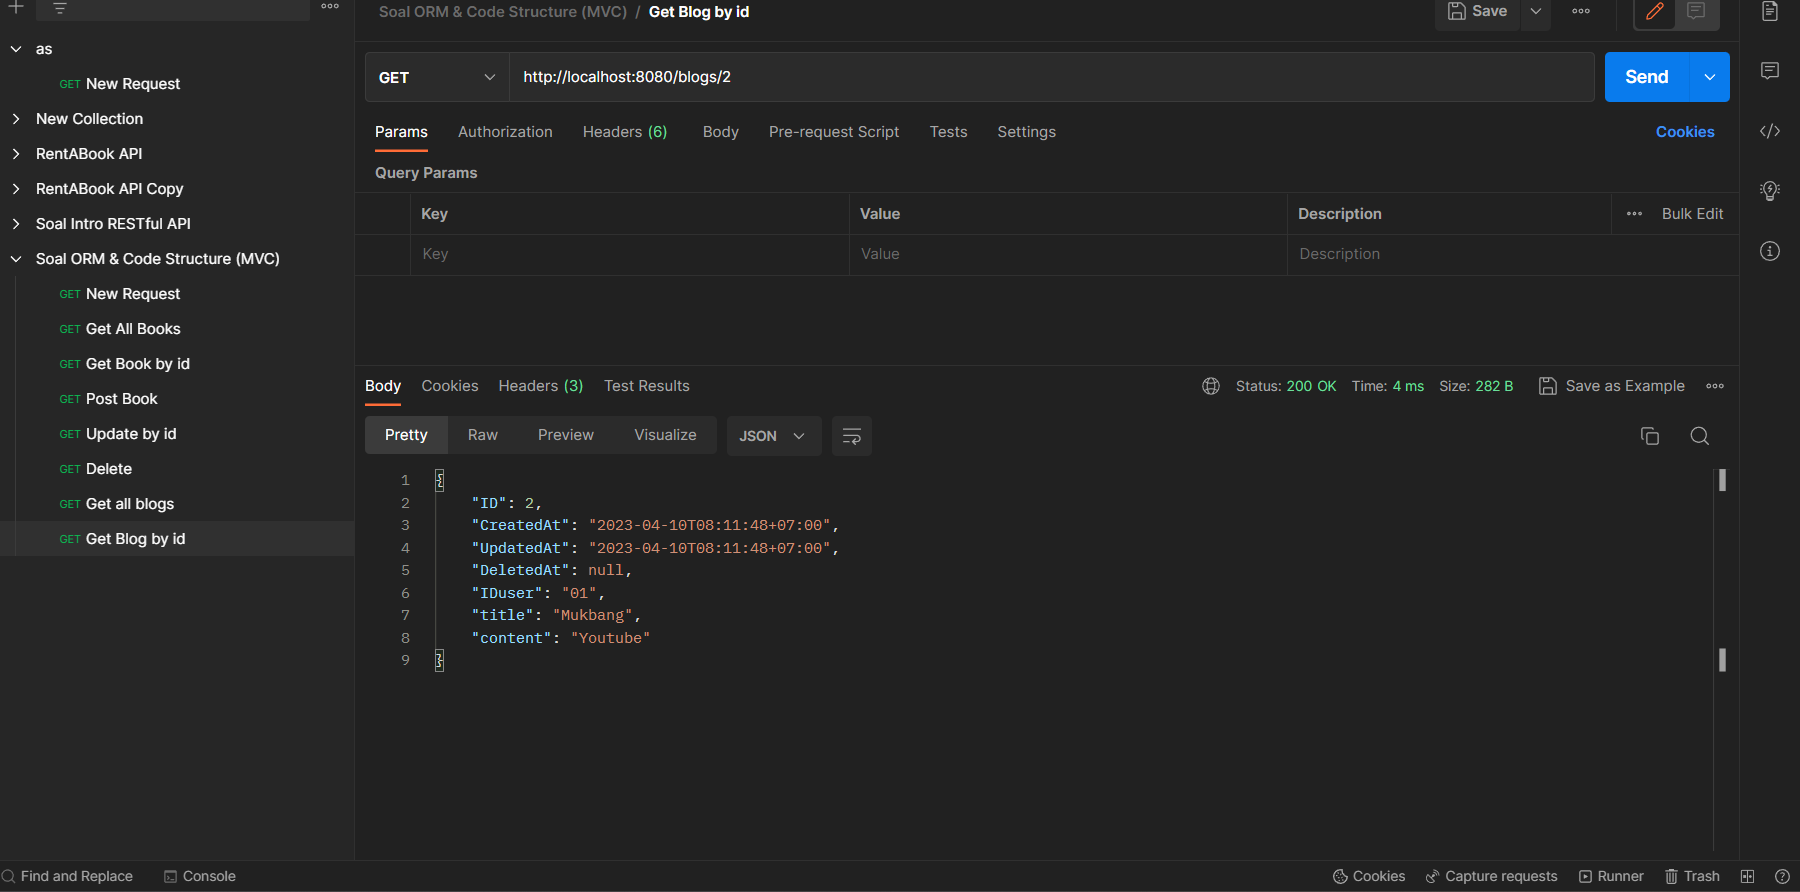 Soal ORM & Code Structure (MVC) / Get Blog by id
Save
as
GET New Request
New Collection
RentABook API
RentABook API Copy
Soal Intro RESTful API
Soal ORM & Code Structure (MVC)
GET New Request
GET Get All Books
GET Get Book by id
GET Post Book
GET Update by id
GET Delete
GET Get all blogs
GET Get Blog by id
GET http://localhost:8080/blogs/2 Send
Params Authorization Headers (6) Body Pre-request Script Tests Settings Cookies
Query Params
Key Value Description Bulk Edit
Key Value Description
Body Cookies Headers (3) Test Results Status: 200 OK Time: 4 ms Size: 282 B Save as Example
Pretty Raw Preview Visualize JSON
1 {
2 "ID": 2,
3 "CreatedAt": "2023-04-10T08:11:48+07:00",
4 "UpdatedAt": "2023-04-10T08:11:48+07:00",
5 "DeletedAt": null,
6 "IDuser": "01",
7 "title": "Mukbang",
8 "content": "Youtube"
9 }
Find and Replace Console Cookies Capture requests Runner Trash